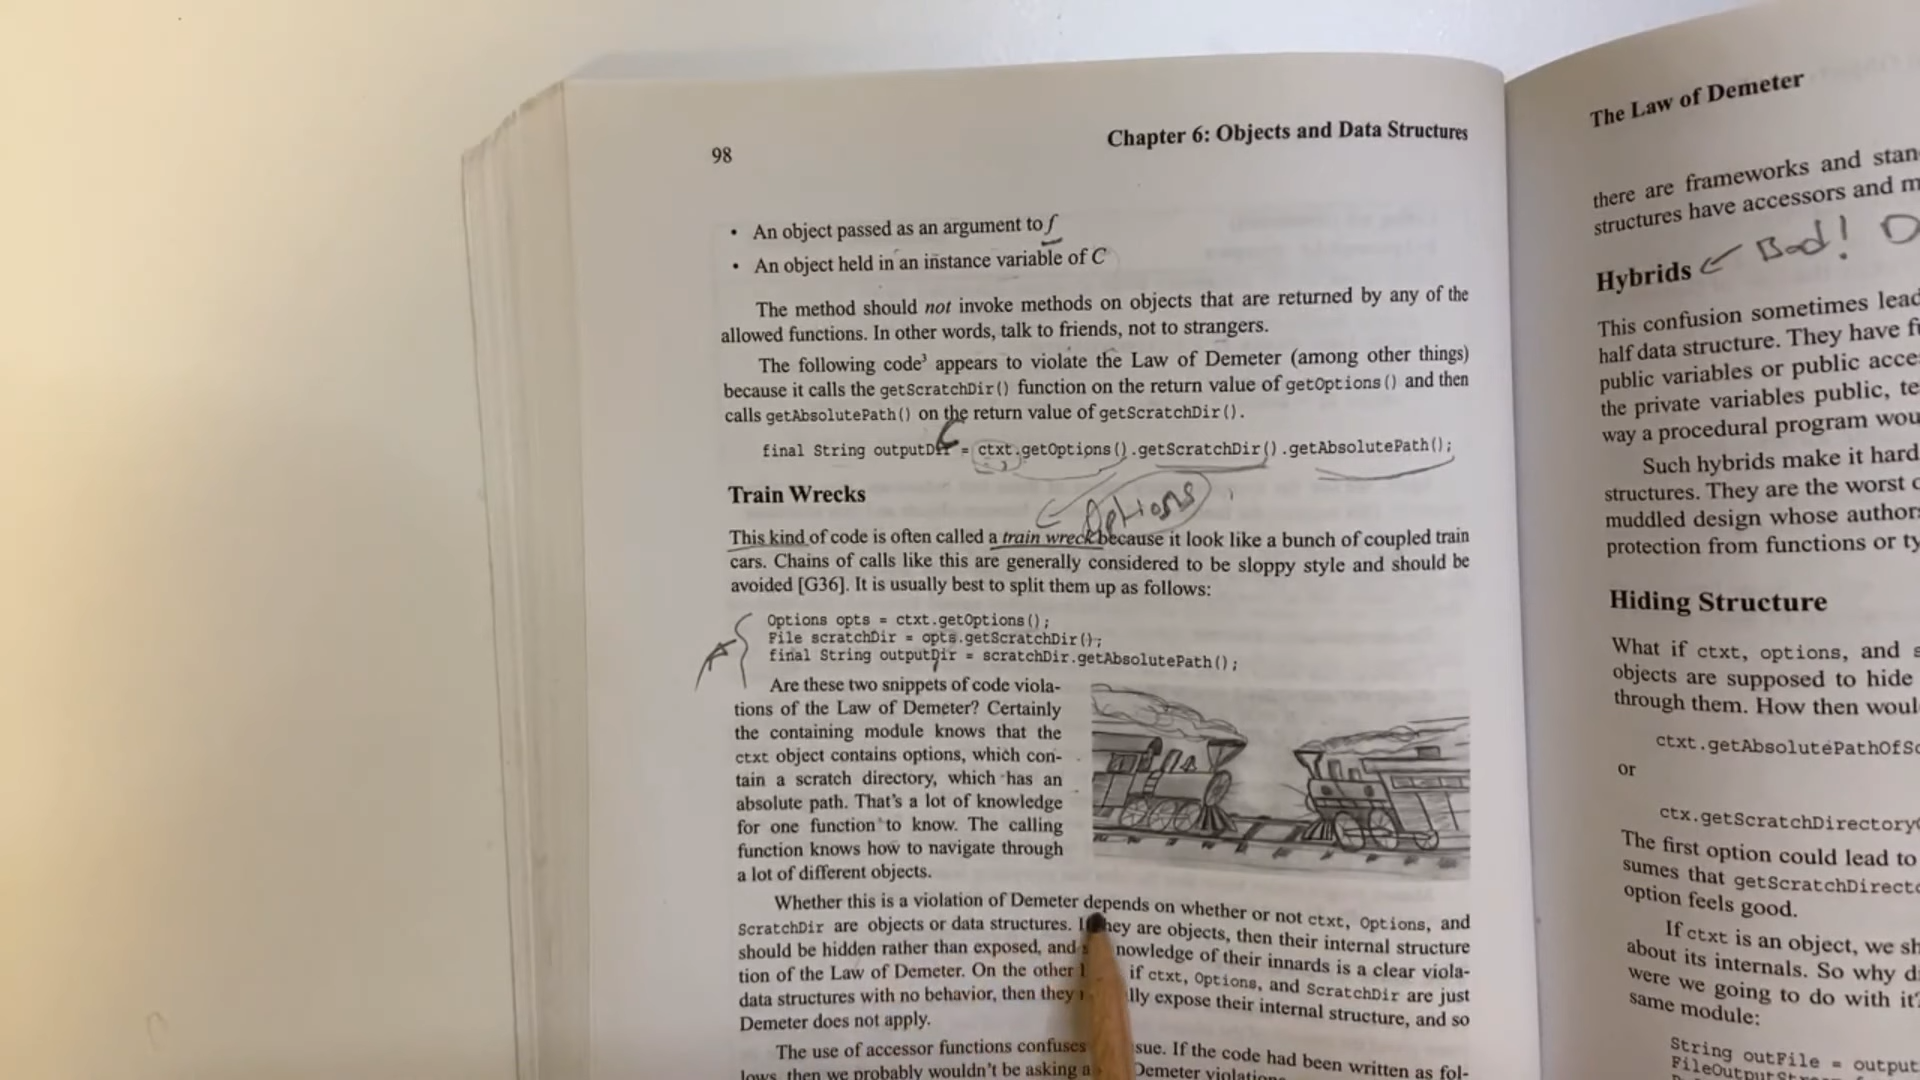 98
Chapter 6: Objects and Data Structures
• An object passed as an argument to f
• An object held in an instance variable of C
The method should not invoke methods on objects that are returned by any of the
allowed functions. In other words, talk to friends, not to strangers.
The following code³ appears to violate the Law of Demeter (among other things)
because it calls the getScratchDir() function on the return value of getOptions() and then
calls getAbsolutePath() on the return value of getScratchDir().
final String outputDir = ctxt.getOptions().getScratchDir().getAbsolutePath();
Train Wrecks
Options
This kind of code is often called a train wreck because it look like a bunch of coupled train
cars. Chains of calls like this are generally considered to be sloppy style and should be
avoided [G36]. It is usually best to split them up as follows:
Options opts = ctxt.getOptions();
File scratchDir = opts.getScratchDir();
final String outputDir = scratchDir.getAbsolutePath();
Are these two snippets of code viola-
tions of the Law of Demeter? Certainly
the containing module knows that the
ctxt object contains options, which con-
tain a scratch directory, which has an
absolute path. That's a lot of knowledge
for one function to know. The calling
function knows how to navigate through
a lot of different objects.
Whether this is a violation of Demeter depends on whether or not ctxt, Options, and
ScratchDir are objects or data structures. If they are objects, then their internal structure
should be hidden rather than exposed, and knowledge of their innards is a clear viola-
tion of the Law of Demeter. On the other if ctxt, Options, and ScratchDir are just
data structures with no behavior, then they expose their internal structure, and so
Demeter does not apply.
The use of accessor functions confuses sue. If the code had been written as fol-
lows, then we probably wouldn't be asking Demeter
The Law of Demeter
there are frameworks and stan
structures have accessors and m
Bad! D
Hybrids
This confusion sometimes lead
half data structure. They have fu
public variables or public acce
the private variables public, te
way a procedural program wou
Such hybrids make it hard
structures. They are the worst o
muddled design whose author
protection from functions or ty
Hiding Structure
What if ctxt, options, and s
objects are supposed to hide
through them. How then woul
ctxt.getAbsolutePathOfSc
or
ctx.getScratchDirectory
The first option could lead to
sumes that getScratchDirect
option feels good.
If ctxt is an object, we sh
about its internals. So why di
were we going to do with it?
same module:
String outFile = output
FileOutputSt